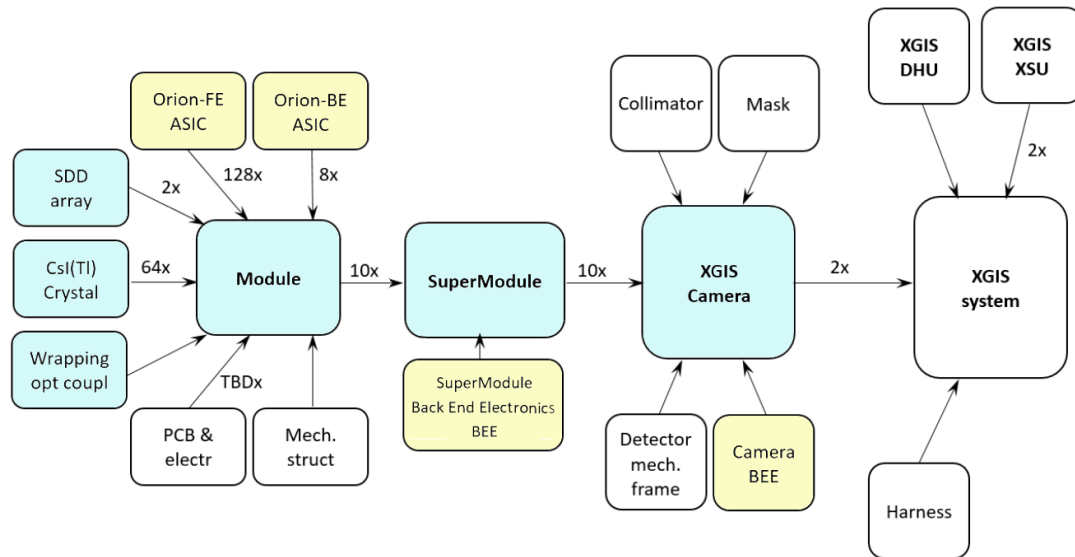 XGIS
DHU
XGIS
XSU
Orion-FE
ASIC
Orion-BE
ASIC
Collimator
Mask
SDD
array
2x
128x
8x
2x
CsI(Tl)
Crystal
64x
Module
10x
SuperModule
10x
XGIS
Camera
2x
XGIS
system
Wrapping
opt coupl
TBDx
PCB &
electr
Mech.
struct
SuperModule
Back End Electronics
BEE
Detector
mech.
frame
Camera
BEE
Harness